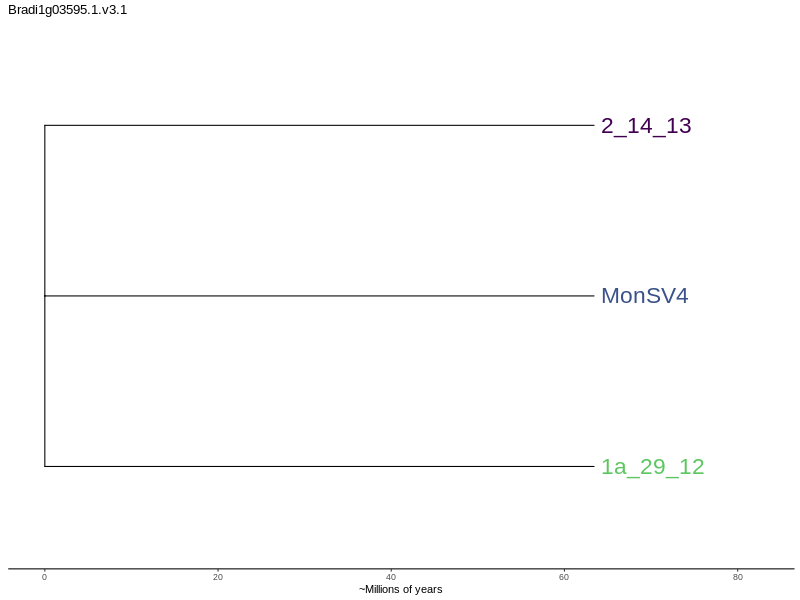 Bradi1g03595.1.v3.1
2_14_13
MonSV4
1a_29_12
0 20 40 60 80
~Millions of years